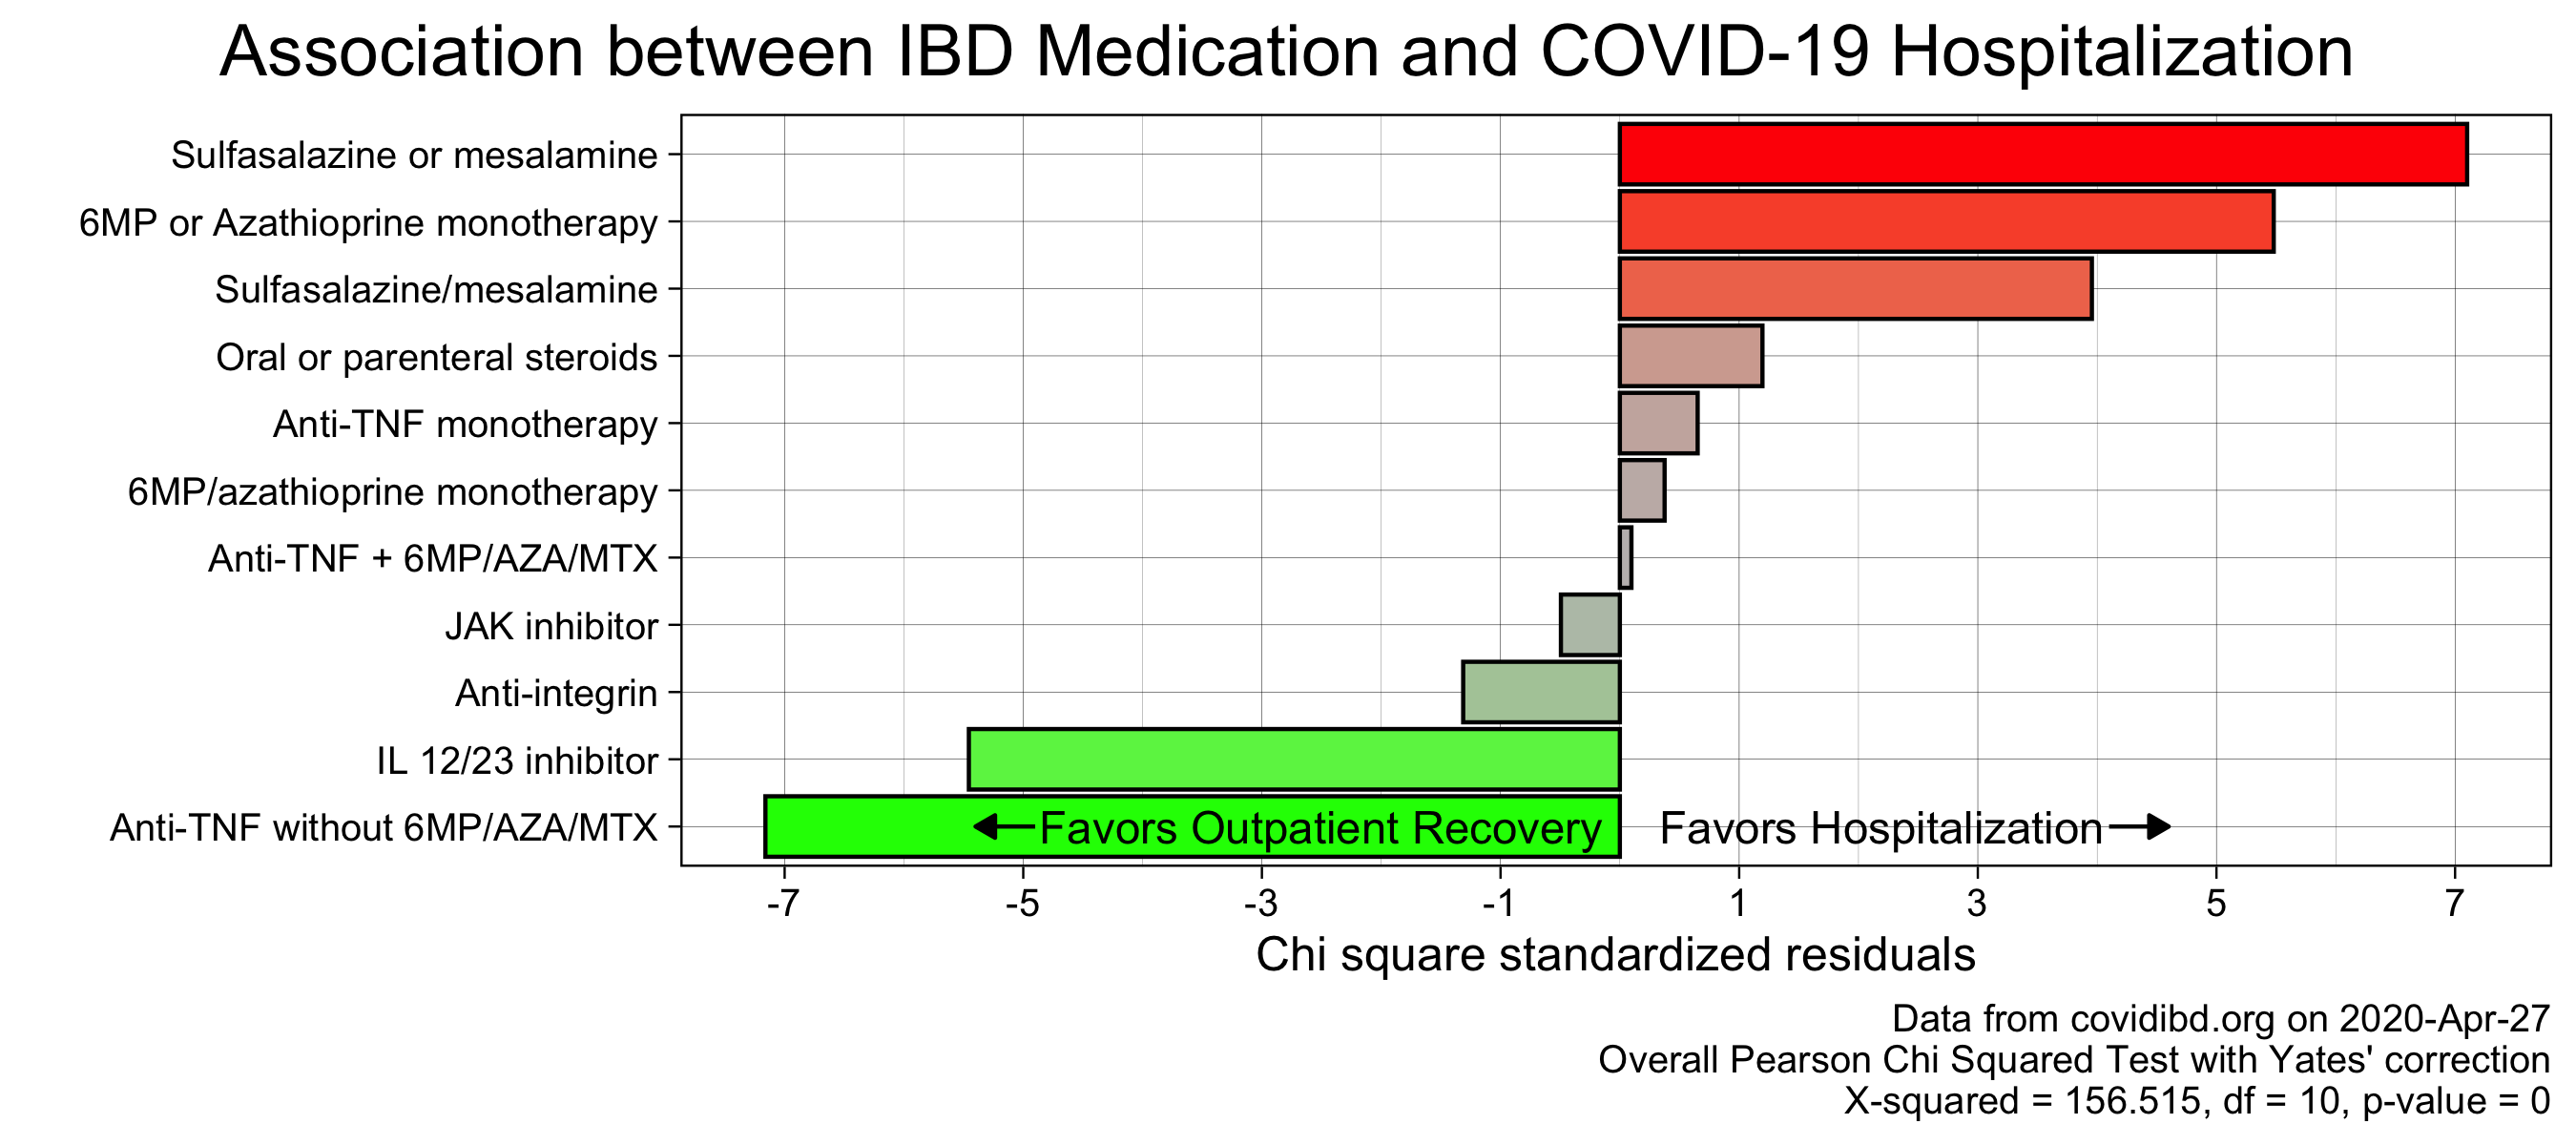 Association between IBD Medication and COVID-19 Hospitalization
Sulfasalazine or mesalamine
6MP or Azathioprine monotherapy
Sulfasalazine/mesalamine
Oral or parenteral steroids
Anti-TNF monotherapy
6MP/azathioprine monotherapy
Anti-TNF + 6MP/AZA/MTX
JAK inhibitor
Anti-integrin
IL 12/23 inhibitor
Anti-TNF without 6MP/AZA/MTX
Favors Outpatient Recovery
Favors Hospitalization
-7 -5 -3 -1 1 3 5 7
Chi square standardized residuals
Data from covidibd.org on 2020-Apr-27
Overall Pearson Chi Squared Test with Yates' correction
X-squared = 156.515, df = 10, p-value = 0